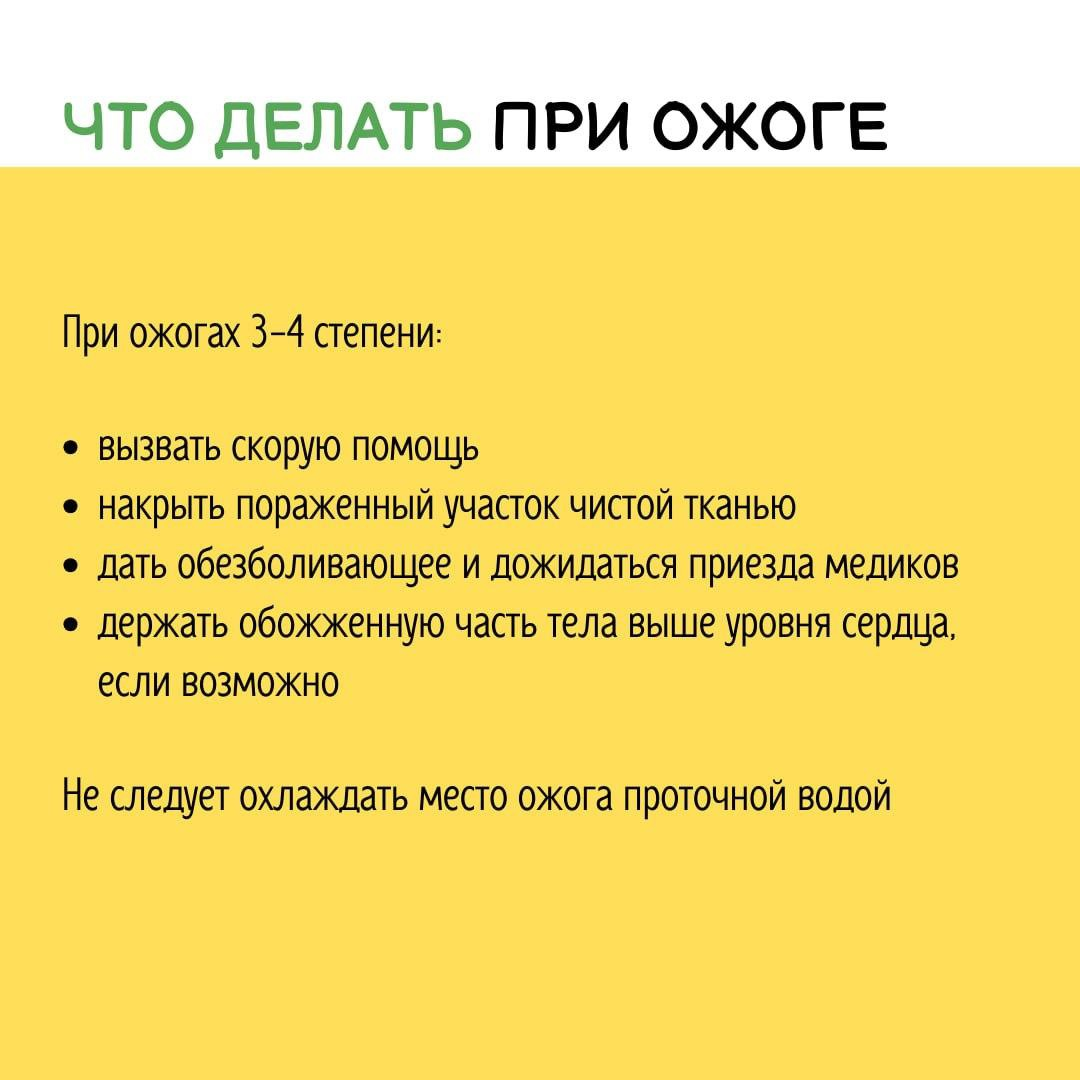 ЧТО ДЕЛАТЬ ПРИ ОЖОГЕ
При ожогах 3-4 степени:
• вызвать скорую помощь
• накрыть пораженный участок чистой тканью
• дать обезболивающее и дожидаться приезда медиков
• держать обожженную часть тела выше уровня сердца,
если возможно
Не следует охлаждать место ожога проточной водой